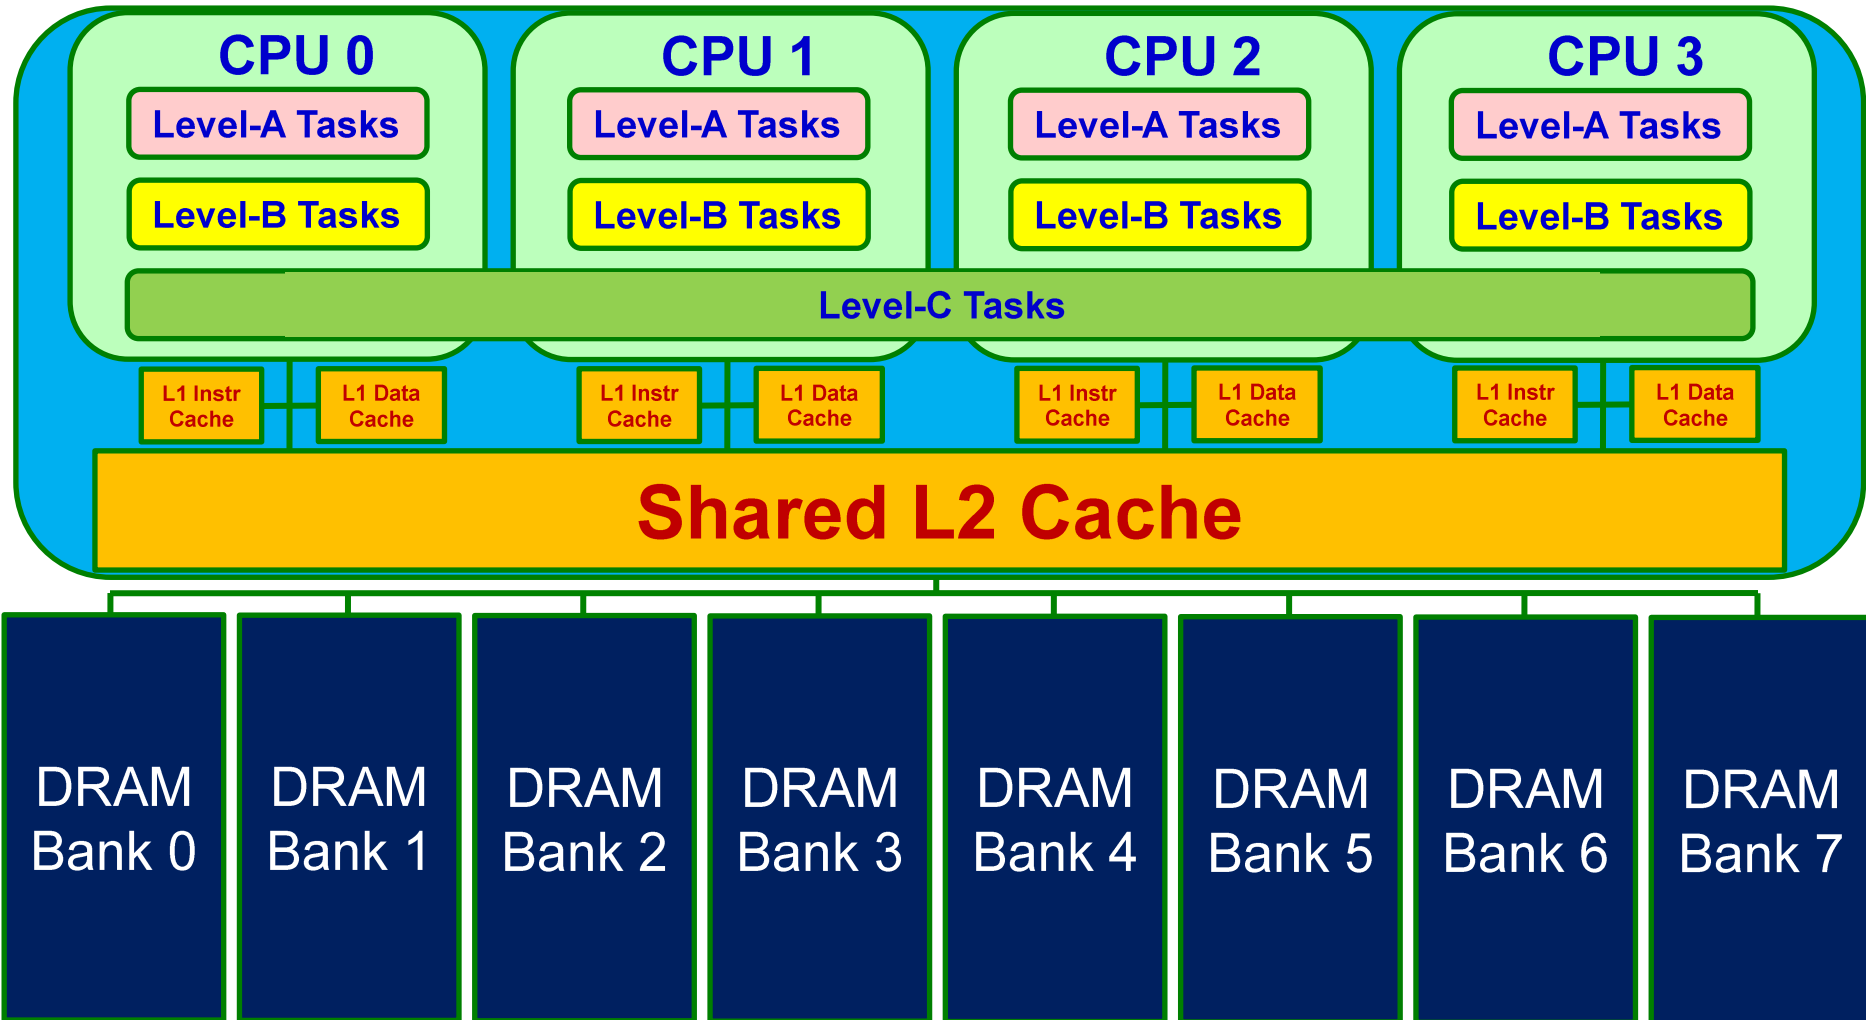 CPU 0
CPU 1
CPU 2
CPU 3
Level-A Tasks
Level-A Tasks
Level-A Tasks
Level-A Tasks
Level-B Tasks
Level-B Tasks
Level-B Tasks
Level-B Tasks
Level-C Tasks
L1 Instr
Cache
L1 Data
Cache
L1 Instr
Cache
L1 Data
Cache
L1 Instr
Cache
L1 Data
Cache
L1 Instr
Cache
L1 Data
Cache
Shared L2 Cache
DRAM
Bank 0
DRAM
Bank 1
DRAM
Bank 2
DRAM
Bank 3
DRAM
Bank 4
DRAM
Bank 5
DRAM
Bank 6
DRAM
Bank 7